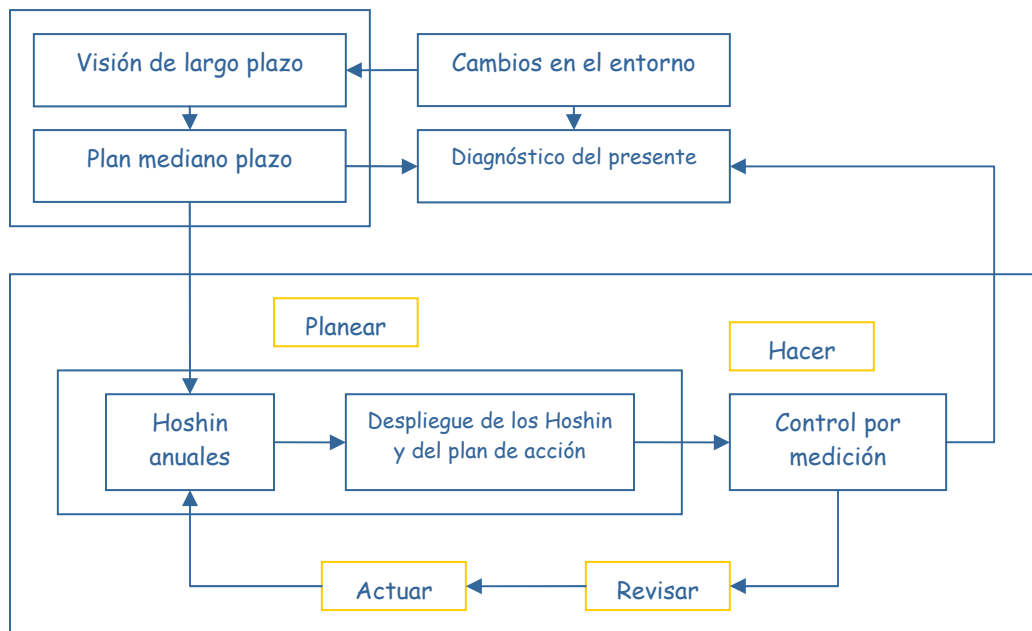 Visión de largo plazo
Cambios en el entorno
Plan mediano plazo
Diagnóstico del presente
Planear
Hacer
Hoshin
anuales
Despliegue de los Hoshin
y del plan de acción
Control por
medición
Actuar
Revisar